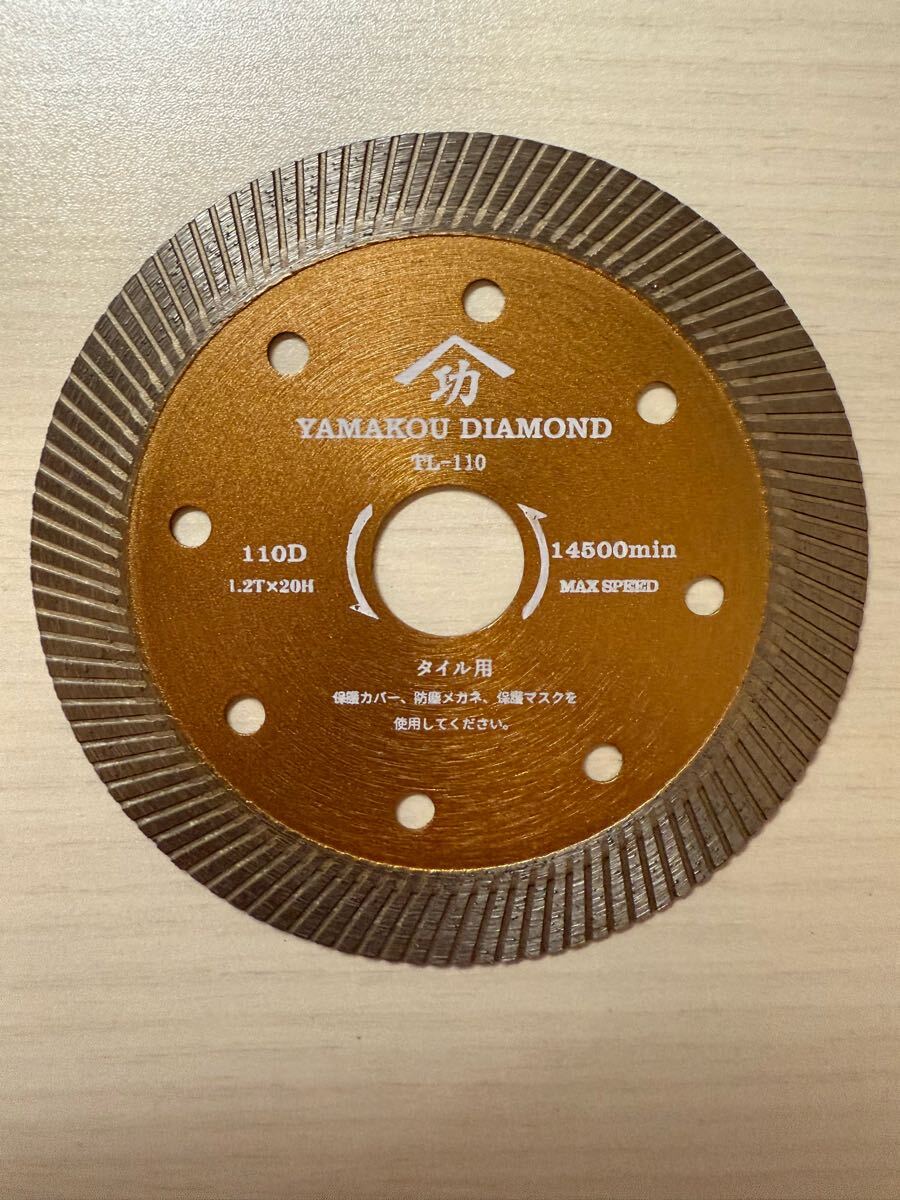 功
YAMAKOU DIAMOND
TL-110
110D
1.2T×20H
14500min
MAX SPEED
タイル用
保護カバー、防塵メガネ、保護マスクを
使用してください。